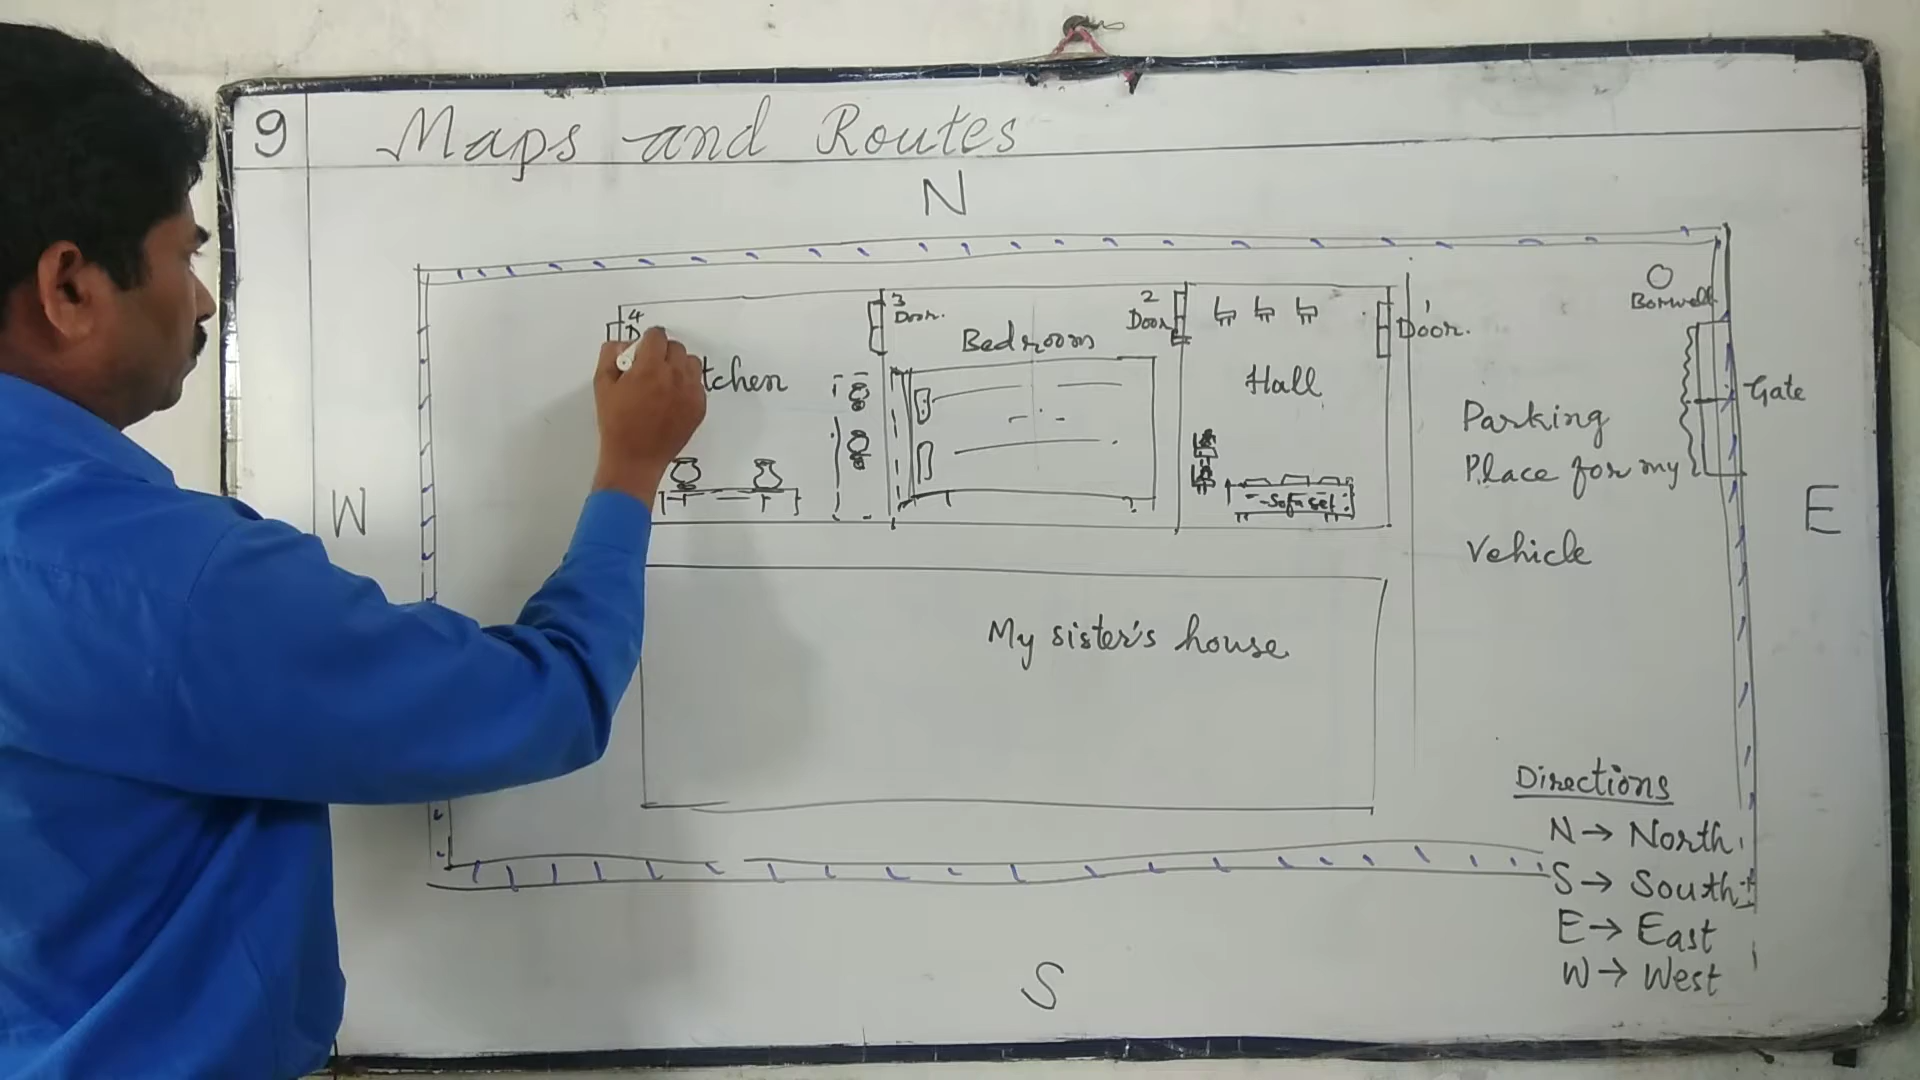 9 Maps and Routes
N
Borwell
4
3
Door.
2
Door
1
Door.
Bedroom
Hall
Gate
Parking
Place for my
Vehicle
W
E
sofa set
My sister's house
Directions
N → North
S → South
E → East
W → West
S